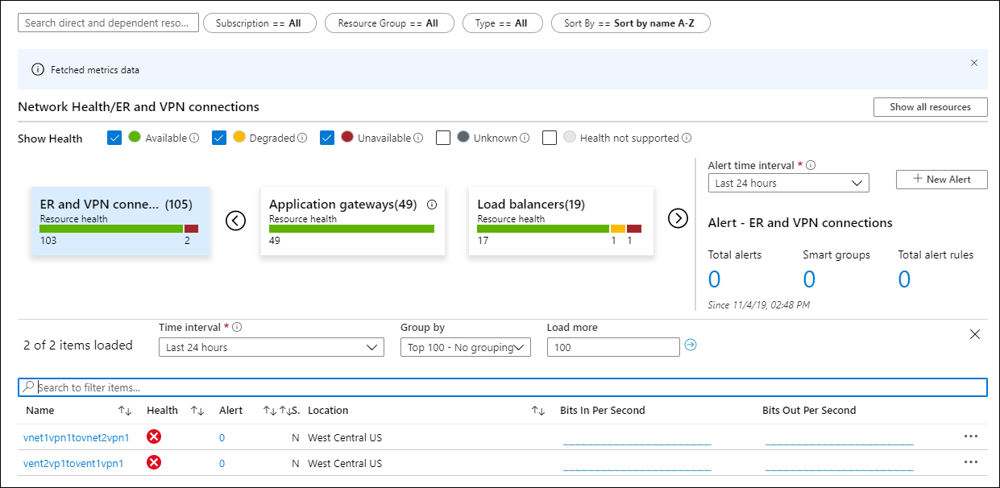 Search direct and dependent reso... Subscription == All Resource Group == All Type == All Sort By == Sort by name A-Z
Fetched metrics data
Network Health/ER and VPN connections Show all resources
Show Health Available Degraded Unavailable Unknown Health not supported
Alert time interval *
Last 24 hours + New Alert
ER and VPN conne... (105) Application gateways(49) Load balancers(19)
Resource health Resource health Resource health
103 2 49 17 1 1
Alert - ER and VPN connections
Total alerts Smart groups Total alert rules
0 0 0
Since 11/4/19, 02:48 PM
Time interval * Group by Load more
2 of 2 items loaded Last 24 hours Top 100 - No grouping 100
Search to filter items...
Name Health Alert S. Location Bits In Per Second Bits Out Per Second
vnet1vpn1tovnet2vpn1 0 N West Central US ...
vent2vp1tovent1vpn1 0 N West Central US ...